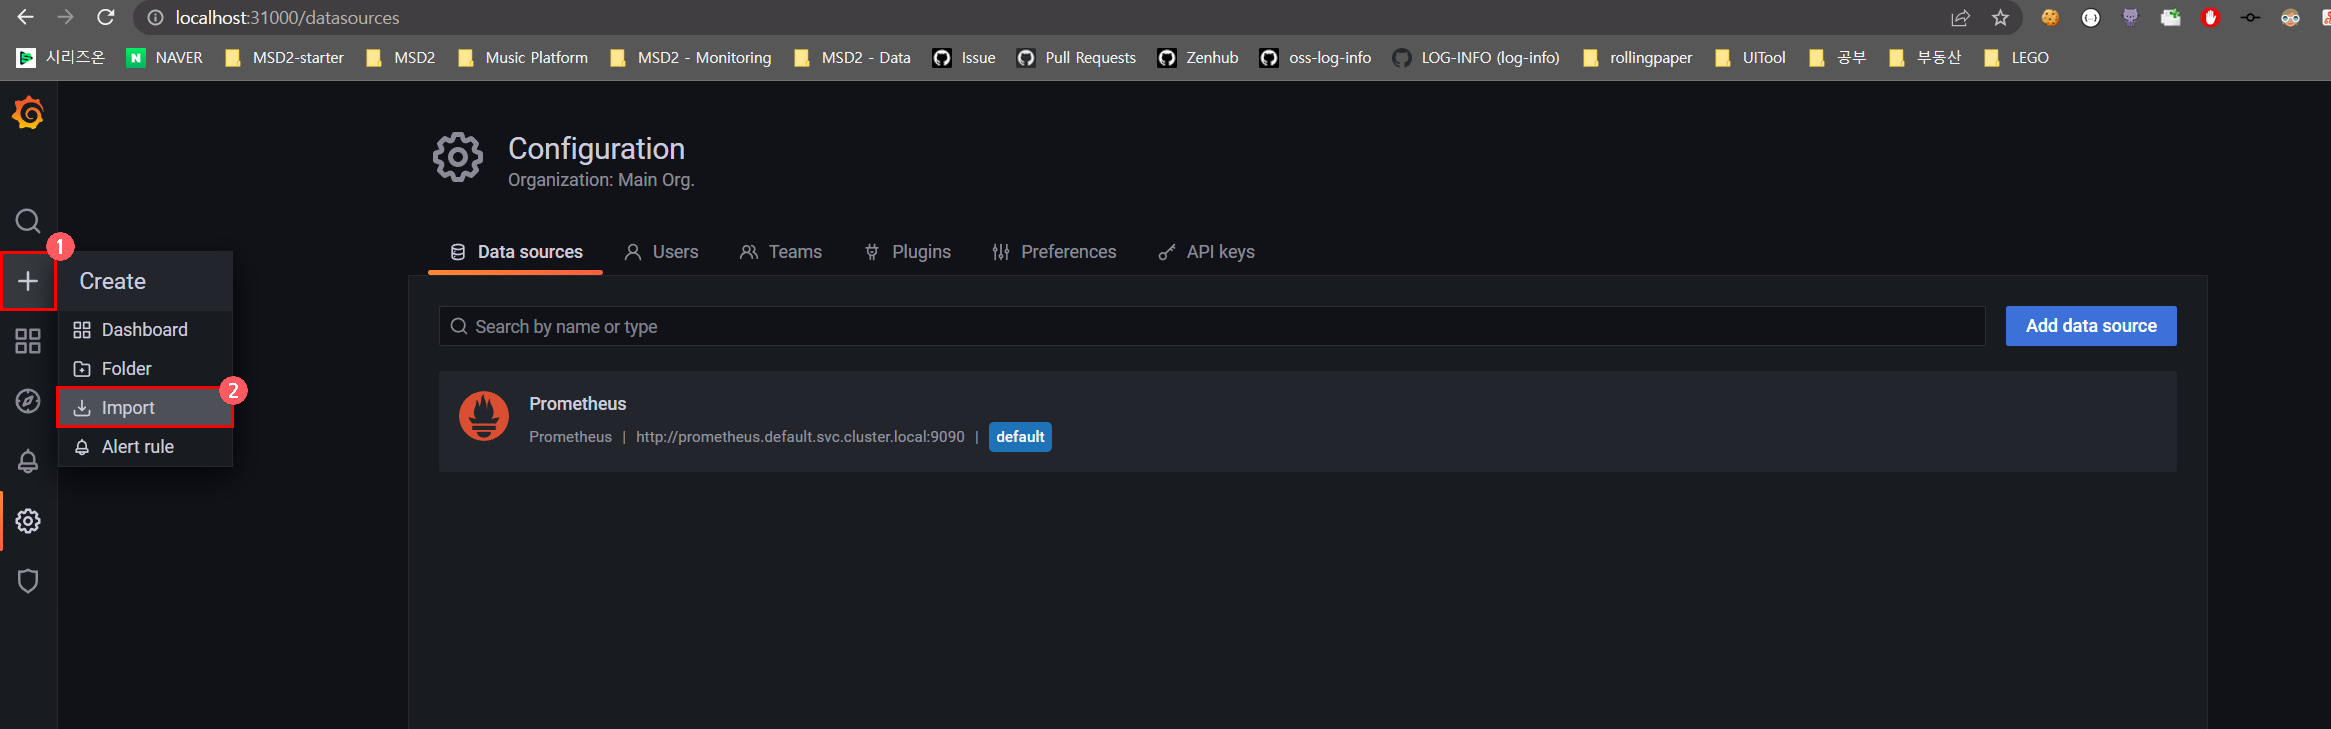 localhost:31000/datasources
시리즈온 NAVER MSD2-starter MSD2 Music Platform MSD2 - Monitoring MSD2 - Data Issue Pull Requests Zenhub oss-log-info LOG-INFO (log-info) rollingpaper UITool 공부 부동산 LEGO
Configuration
Organization: Main Org.
Data sources Users Teams Plugins Preferences API keys
1
Create
Dashboard
Folder
2
Import
Alert rule
Search by name or type
Add data source
Prometheus
Prometheus | http://prometheus.default.svc.cluster.local:9090 | default